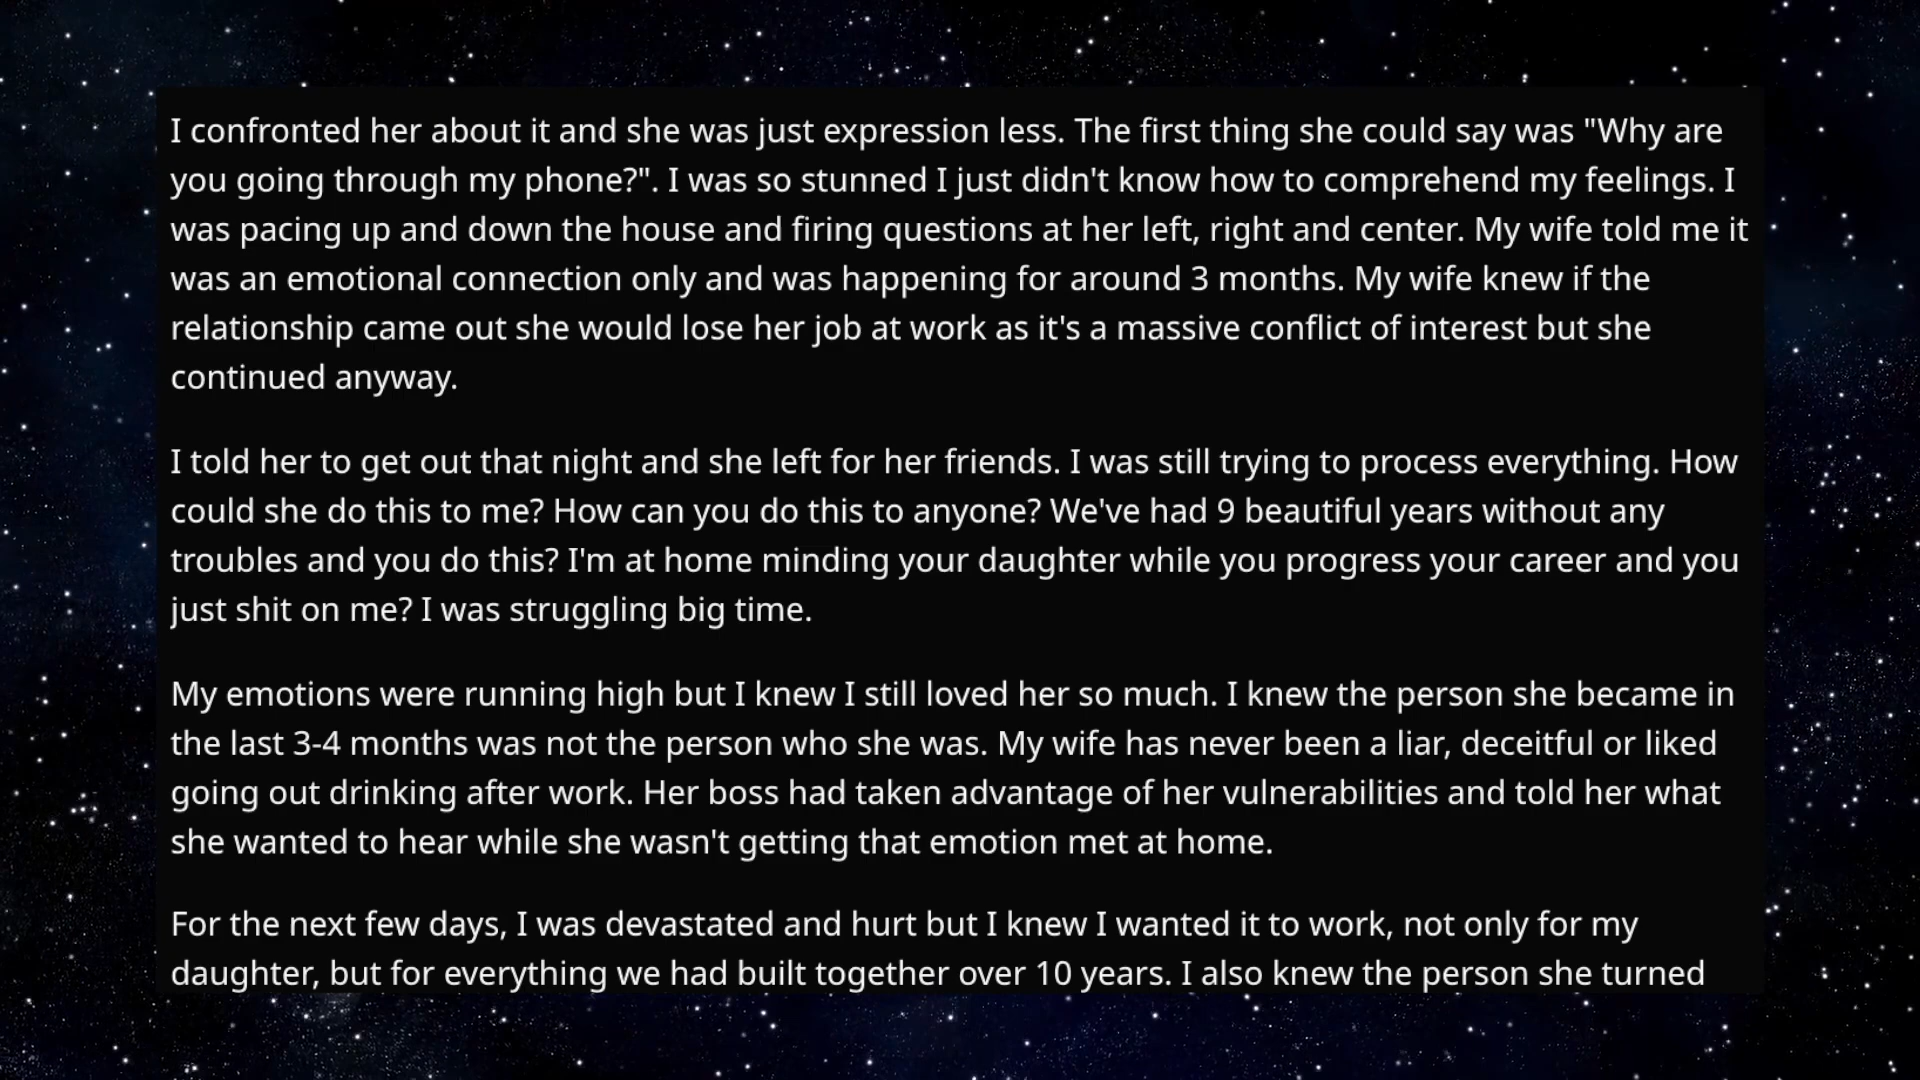 I confronted her about it and she was just expression less. The first thing she could say was "Why are
you going through my phone?". I was so stunned I just didn't know how to comprehend my feelings. I
was pacing up and down the house and firing questions at her left, right and center. My wife told me it
was an emotional connection only and was happening for around 3 months. My wife knew if the
relationship came out she would lose her job at work as it's a massive conflict of interest but she
continued anyway.
I told her to get out that night and she left for her friends. I was still trying to process everything. How
could she do this to me? How can you do this to anyone? We've had 9 beautiful years without any
troubles and you do this? I'm at home minding your daughter while you progress your career and you
just shit on me? I was struggling big time.
My emotions were running high but I knew I still loved her so much. I knew the person she became in
the last 3-4 months was not the person who she was. My wife has never been a liar, deceitful or liked
going out drinking after work. Her boss had taken advantage of her vulnerabilities and told her what
she wanted to hear while she wasn't getting that emotion met at home.
For the next few days, I was devastated and hurt but I knew I wanted it to work, not only for my
daughter, but for everything we had built together over 10 years. I also knew the person she turned